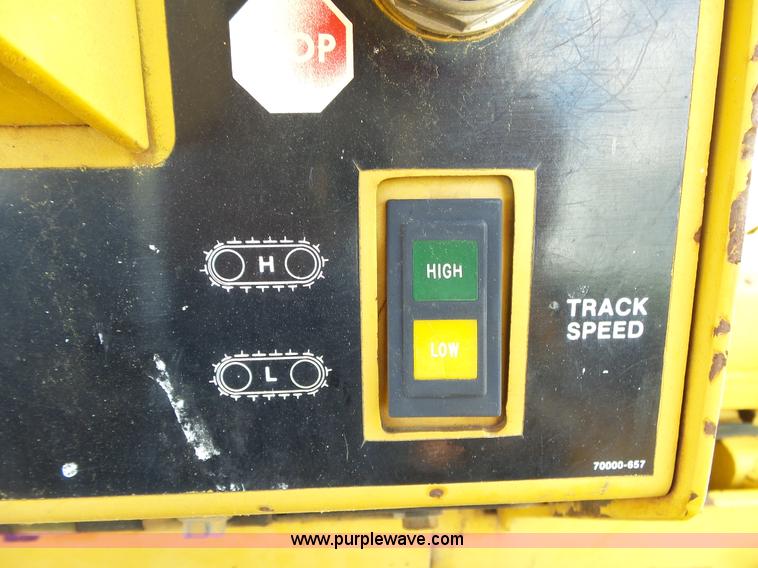 OP
H
HIGH
TRACK
SPEED
LOW
L
70000-657
www.purplewave.com